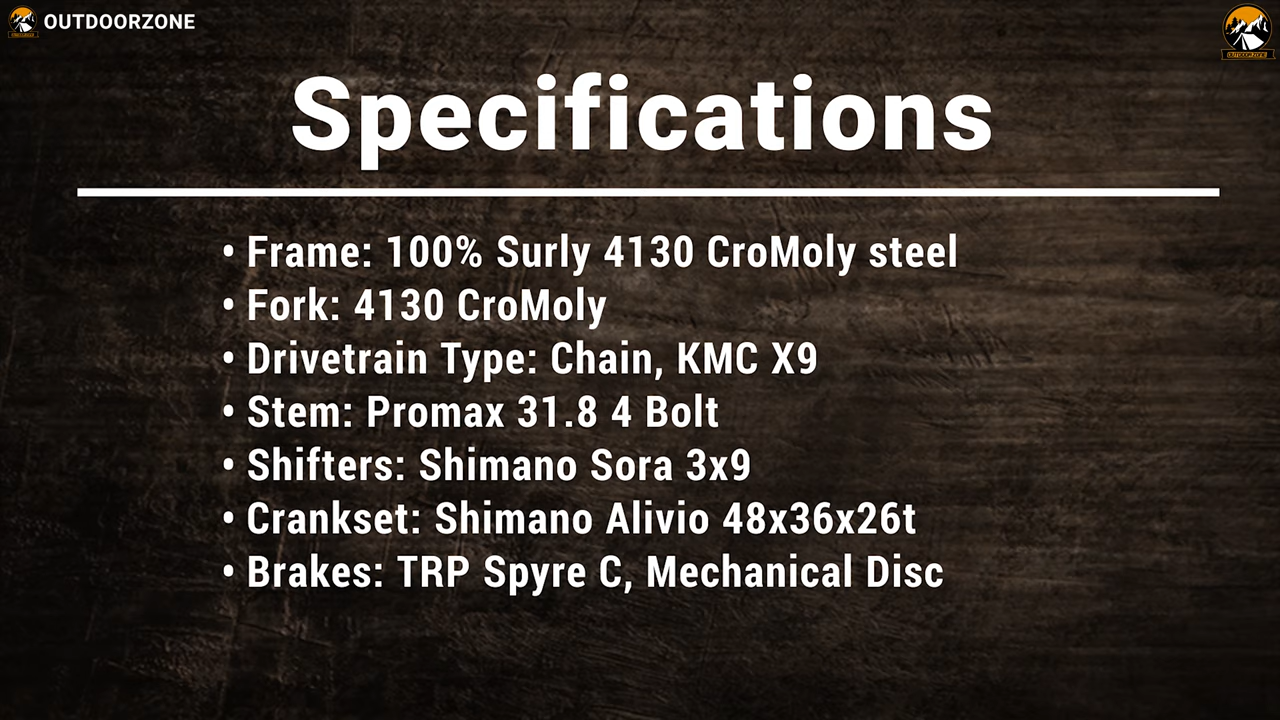 OUTDOORZONE
Specifications
• Frame: 100% Surly 4130 CroMoly steel
• Fork: 4130 CroMoly
• Drivetrain Type: Chain, KMC X9
• Stem: Promax 31.8 4 Bolt
• Shifters: Shimano Sora 3x9
• Crankset: Shimano Alivio 48x36x26t
• Brakes: TRP Spyre C, Mechanical Disc